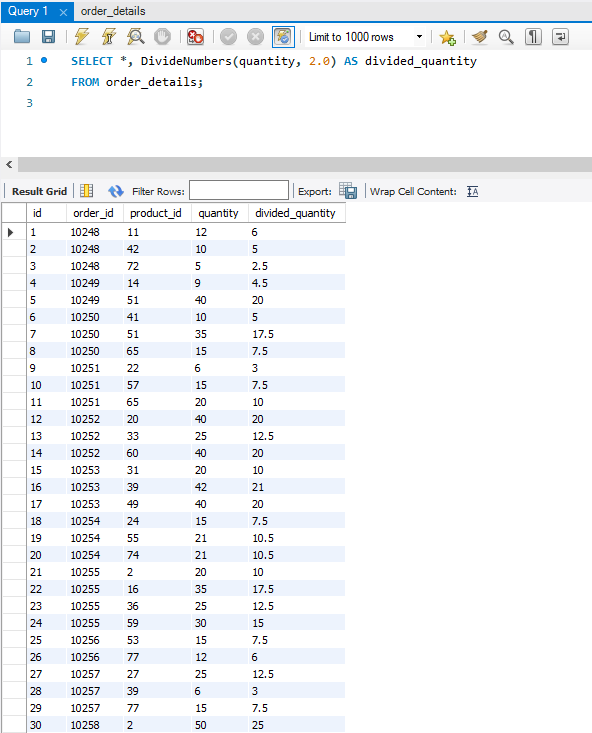 Query 1 × order_details
Limit to 1000 rows
1 SELECT *, DivideNumbers(quantity, 2.0) AS divided_quantity
2 FROM order_details;
3
Result Grid Filter Rows: Export: Wrap Cell Content: IA
id order_id product_id quantity divided_quantity
1 10248 11 12 6
2 10248 42 10 5
3 10248 72 5 2.5
4 10249 14 9 4.5
5 10249 51 40 20
6 10250 41 10 5
7 10250 51 35 17.5
8 10250 65 15 7.5
9 10251 22 6 3
10 10251 57 15 7.5
11 10251 65 20 10
12 10252 20 40 20
13 10252 33 25 12.5
14 10252 60 40 20
15 10253 31 20 10
16 10253 39 42 21
17 10253 49 40 20
18 10254 24 15 7.5
19 10254 55 21 10.5
20 10254 74 21 10.5
21 10255 2 20 10
22 10255 16 35 17.5
23 10255 36 25 12.5
24 10255 59 30 15
25 10256 53 15 7.5
26 10256 77 12 6
27 10257 27 25 12.5
28 10257 39 6 3
29 10257 77 15 7.5
30 10258 2 50 25